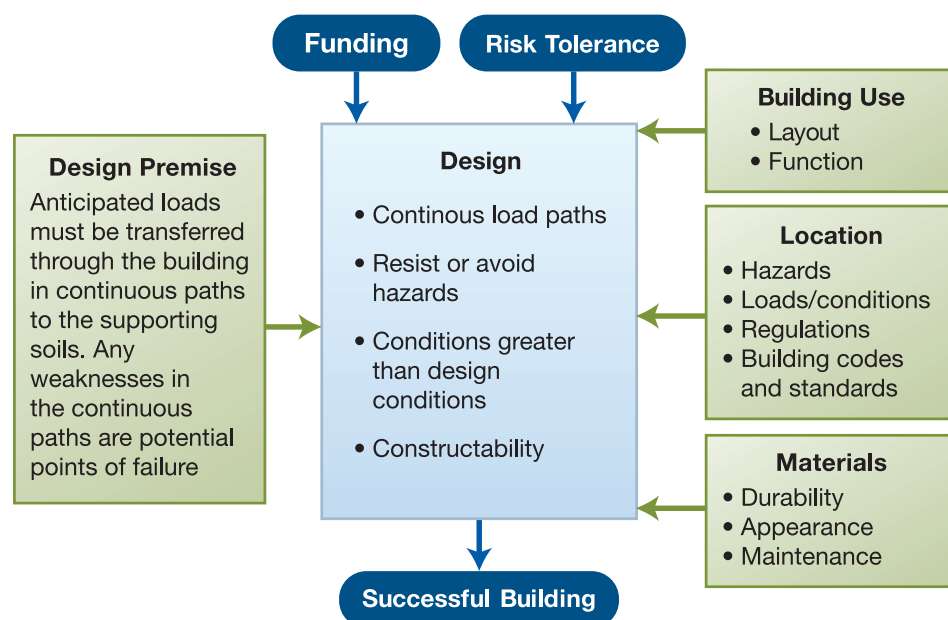 Funding
Risk Tolerance
Design Premise
Anticipated loads
must be transferred
through the building
in continuous paths
to the supporting
soils. Any
weaknesses in
the continuous
paths are potential
points of failure
Design
• Continous load paths
• Resist or avoid
hazards
• Conditions greater
than design
conditions
• Constructability
Building Use
• Layout
• Function
Location
• Hazards
• Loads/conditions
• Regulations
• Building codes
and standards
Materials
• Durability
• Appearance
• Maintenance
Successful Building